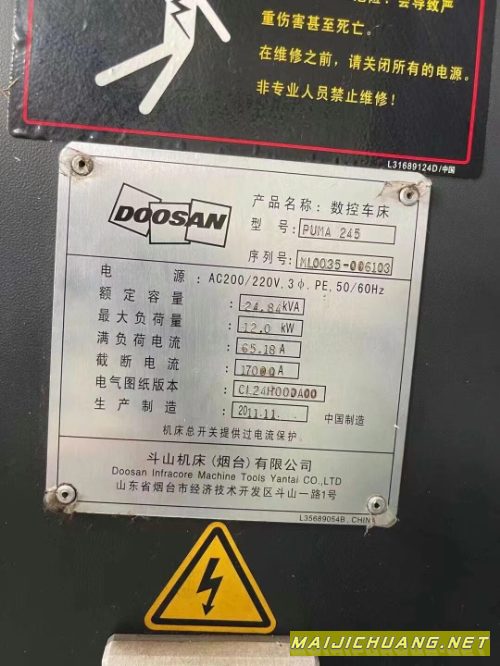 重伤害甚至死亡。
在维修之前，请关闭所有的电源。
非专业人员禁止维修！
L31689124D/中国
DOOSAN
产品名称：数控车床
型号：PUMA 245
序列号：ML0035-006103
电源：AC200/220V, 3φ, PE, 50/60Hz
额定容量：24.84 kVA
最大负荷量：12.0 kW
满负荷电流：65.18 A
截断电流：17000 A
电气图纸版本：CL24H000A00
生产制造：2011.11. 中国制造
机床总开关提供过电流保护。
斗山机床(烟台)有限公司
Doosan Infracore Machine Tools Yantai CO.,LTD
山东省烟台市经济技术开发区斗山一路1号
L35689054B, CHINA
MAIJICHUANG.NET